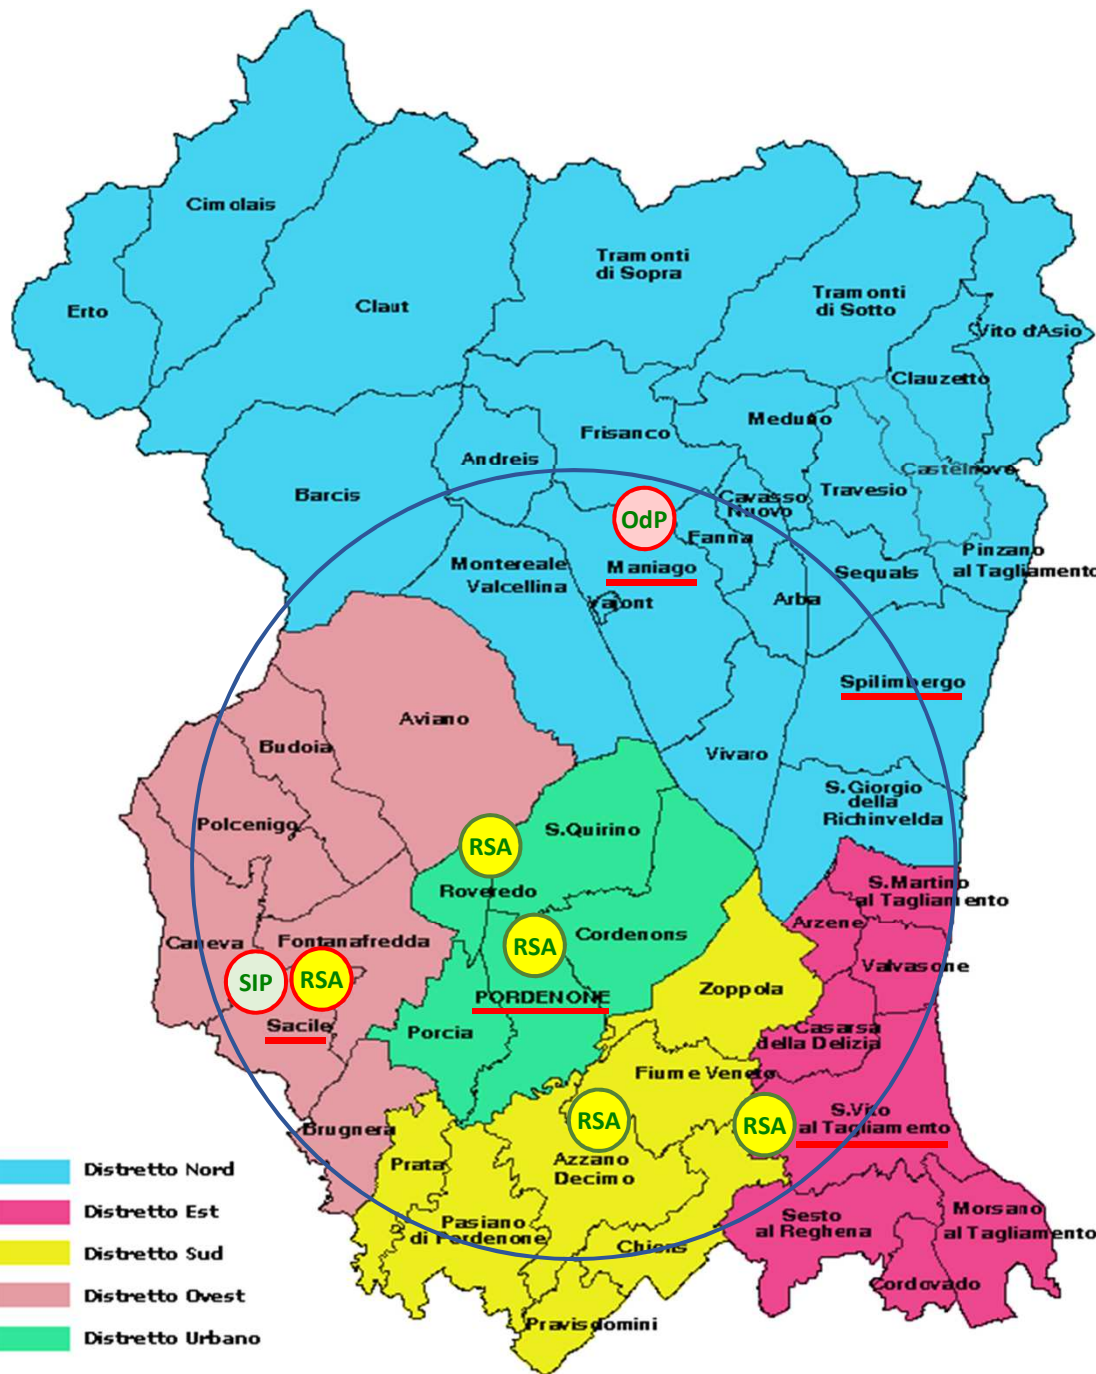 Cimolais
Erto
Claut
Tramonti
di Sopra
Tramonti
di Sotto
Vito d'Asio
Clauzetto
Meduno
Frisanco
Andreis
Barcis
Castelnovo
Travesio
Cavasso
Nuovo
OdP
Fanna
Pinzano
al Tagliamento
Sequals
Montereale
Valcellina
Maniago
Vajont
Arba
Spilimbergo
Aviano
Budoia
Vivaro
S.Giorgio
della
Richinvelda
Polcenigo
S.Quirino
RSA
Roveredo
S.Martino
al Tagliamento
Arzene
Caneva
Fontanafredda
RSA
Cordenons
Valvasone
SIP
RSA
Zoppola
PORDENONE
Sacile
Porcia
Casarsa
della Delizia
Fiume Veneto
RSA
RSA
S.Vito
al Tagliamento
Brugnera
Prata
Azzano
Decimo
Pasiano
di Pordenone
Chions
Sesto
al Reghena
Morsano
al Tagliamento
Cordovado
Pravisdomini
Distretto Nord
Distretto Est
Distretto Sud
Distretto Ovest
Distretto Urbano